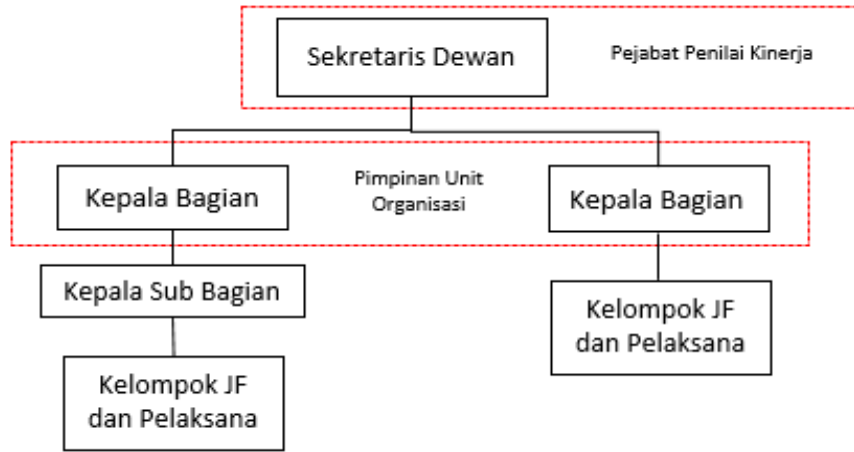 Sekretaris Dewan
Pejabat Penilai Kinerja
Kepala Bagian
Pimpinan Unit
Organisasi
Kepala Bagian
Kepala Sub Bagian
Kelompok JF
dan Pelaksana
Kelompok JF
dan Pelaksana